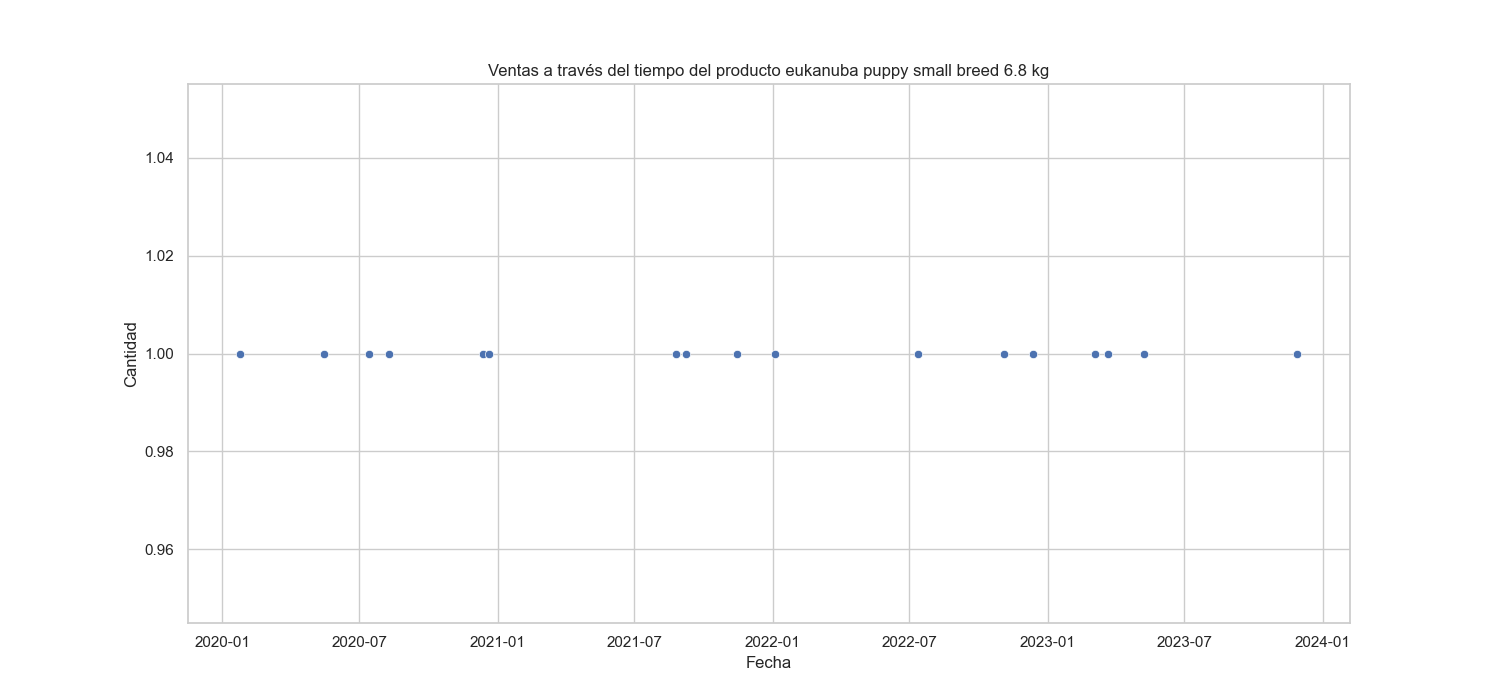 Ventas a través del tiempo del producto eukanuba puppy small breed 6.8 kg
1.04
1.02
1.00
0.98
0.96
Cantidad
2020-01 2020-07 2021-01 2021-07 2022-01 2022-07 2023-01 2023-07 2024-01
Fecha